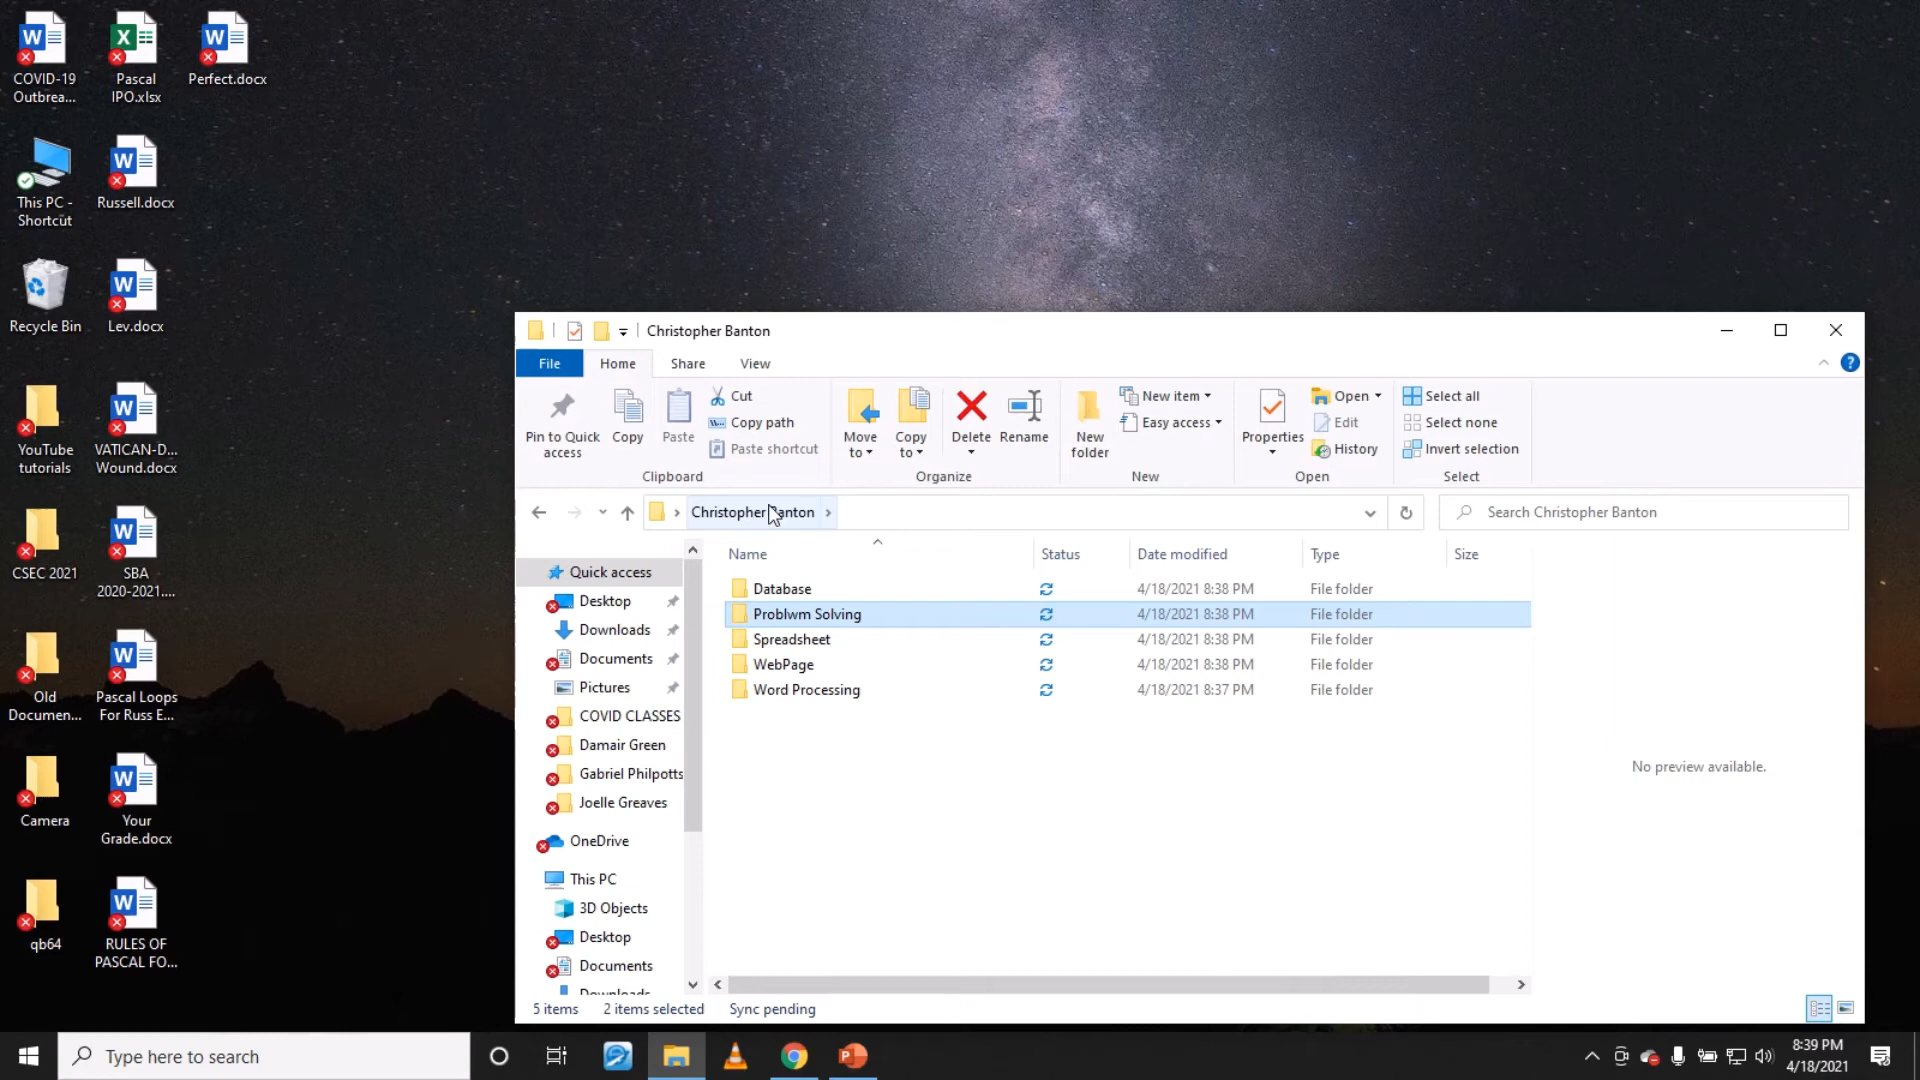 COVID-19
Outbrea...
Pascal
IPO.xlsx
Perfect.docx
This PC -
Shortcut
Russell.docx
Recycle Bin
Lev.docx
YouTube
tutorials
VATICAN-D...
Wound.docx
CSEC 2021
SBA
2020-2021....
Old
Documen...
Pascal Loops
For Russ E...
Camera
Your
Grade.docx
qb64
RULES OF
PASCAL FO...
Christopher Banton
File
Home
Share
View
Pin to Quick
access
Copy
Paste
Cut
Copy path
Paste shortcut
Clipboard
Move
to
Copy
to
Delete
Rename
Organize
New
folder
New item
Easy access
New
Properties
Open
Edit
History
Open
Select all
Select none
Invert selection
Select
Christopher Banton
Search Christopher Banton
Name
Status
Date modified
Type
Size
Database
4/18/2021 8:38 PM
File folder
Problwm Solving
4/18/2021 8:38 PM
File folder
Spreadsheet
4/18/2021 8:38 PM
File folder
WebPage
4/18/2021 8:38 PM
File folder
Word Processing
4/18/2021 8:37 PM
File folder
Quick access
Desktop
Downloads
Documents
Pictures
COVID CLASSES
Damair Green
Gabriel Philpotts
Joelle Greaves
OneDrive
This PC
3D Objects
Desktop
Documents
Downloads
No preview available.
5 items
2 items selected
Sync pending
Type here to search
8:39 PM
4/18/2021